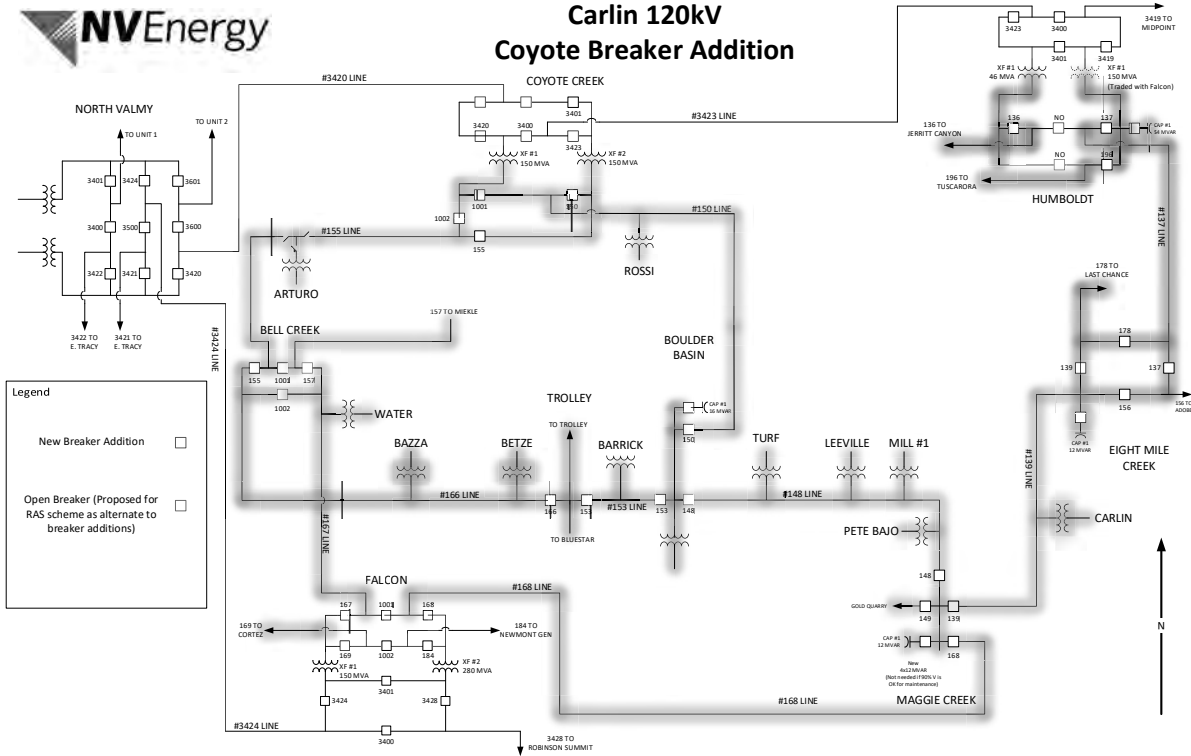 NVEnergy
Carlin 120kV
Coyote Breaker Addition
3423
3400
3419 TO
MIDPOINT
3401
3419
XF #1
46 MVA
XF #1
150 MVA
(Traded with Falcon)
136 TO
JERRITT CANYON
136
NO
137
CAP #1
54 MVAR
NO
196
196 TO
TUSCARORA
HUMBOLDT
#3420 LINE
COYOTE CREEK
3401
3420
3400
3423
#3423 LINE
XF #1
150 MVA
XF #2
150 MVA
1001
150
1002
155
#155 LINE
#150 LINE
ROSSI
ARTURO
NORTH VALMY
TO UNIT 1
TO UNIT 2
3401
3424
3601
3400
3500
3600
3422
3421
3420
3422 TO
E. TRACY
3421 TO
E. TRACY
#3424 LINE
#137 LINE
178 TO
LAST CHANCE
178
139
137
156
156 TO
ADOBE
CAP #1
12 MVAR
EIGHT MILE
CREEK
157 TO MIEKLE
BELL CREEK
155
1001
157
1002
WATER
BOULDER
BASIN
CAP #1
16 MVAR
150
TROLLEY
TO TROLLEY
BAZZA
BETZE
BARRICK
TURF
LEEVILLE
MILL #1
#166 LINE
166
153
#153 LINE
153
148
#148 LINE
TO BLUESTAR
#139 LINE
CARLIN
PETE BAJO
148
GOLD QUARRY
149
139
CAP #1
12 MVAR
168
New
4x12 MVAR
(Not needed if 90% V is
OK for maintenance)
MAGGIE CREEK
Legend
New Breaker Addition
Open Breaker (Proposed for
RAS scheme as alternate to
breaker additions)
#167 LINE
FALCON
#168 LINE
167
1001
168
169 TO
CORTEZ
184 TO
NEWMONT GEN
169
1002
184
XF #1
150 MVA
XF #2
280 MVA
3401
3424
3428
#168 LINE
#3424 LINE
3400
3428 TO
ROBINSON SUMMIT
N